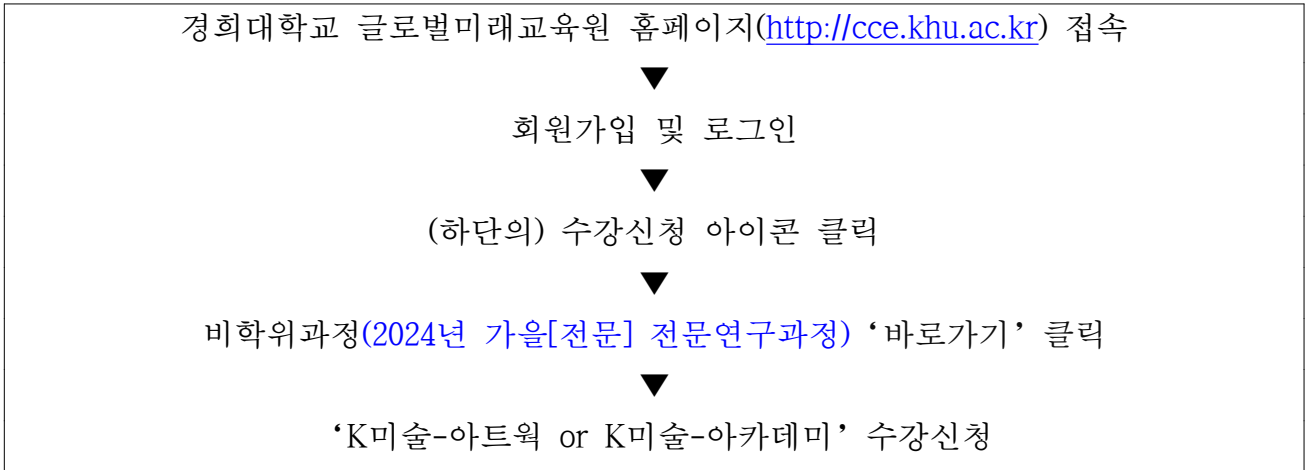 경희대학교 글로벌미래교육원 홈페이지(http://cce.khu.ac.kr) 접속
▼
회원가입 및 로그인
▼
(하단의) 수강신청 아이콘 클릭
▼
비학위과정(2024년 가을[전문] 전문연구과정) ‘바로가기’ 클릭
▼
‘K미술-아트웍 or K미술-아카데미’ 수강신청